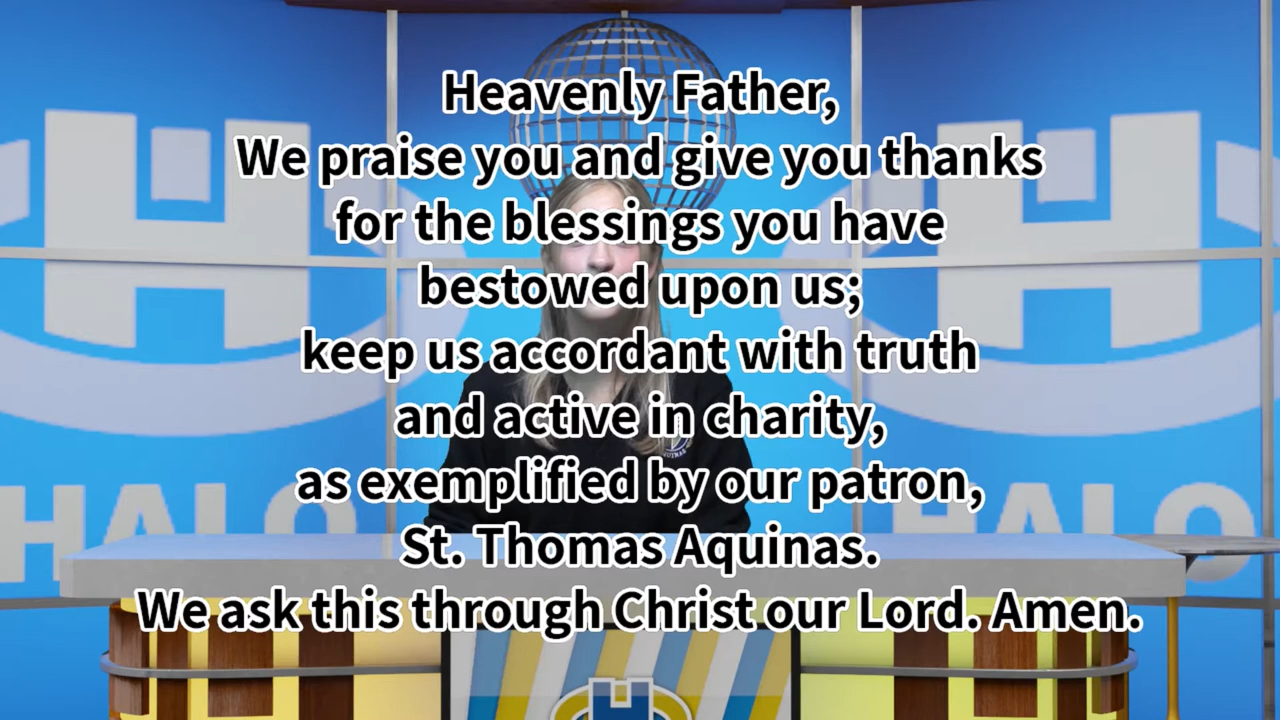 Heavenly Father,
We praise you and give you thanks
for the blessings you have
bestowed upon us;
keep us accordant with truth
and active in charity,
as exemplified by our patron,
St. Thomas Aquinas.
We ask this through Christ our Lord. Amen.
H
H
HALO
HALO